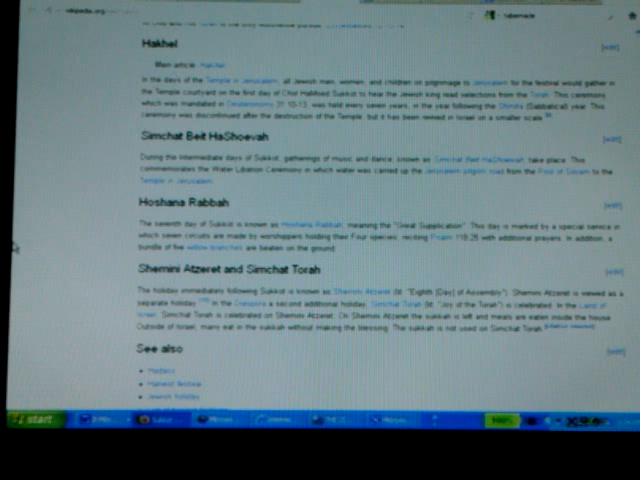 wikipedia.org
tabernacle
Hakhel
[edit]
Main article: Hakhel
In the days of the Temple in Jerusalem, all Jewish men, women, and children on pilgrimage to Jerusalem for the festival would gather in
the Temple courtyard on the first day of Chol HaMoed Sukkot to hear the Jewish king read selections from the Torah. This ceremony,
which was mandated in Deuteronomy 31:10-13, was held every seven years, in the year following the Shmita (Sabbatical) year. This
ceremony was discontinued after the destruction of the Temple, but it has been revived in Israel on a smaller scale.
Simchat Beit HaShoevah
[edit]
During the Intermediate days of Sukkot, gatherings of music and dance, known as Simchat Beit HaShoevah, take place. This
commemorates the Water Libation Ceremony in which water was carried up the Jerusalem pilgrim road from the Pool of Siloam to the
Temple in Jerusalem.
Hoshana Rabbah
[edit]
The seventh day of Sukkot is known as Hoshana Rabbah, meaning the "Great Supplication". This day is marked by a special service in
which seven circuits are made by worshippers holding their Four species, reciting Psalm 118:25 with additional prayers. In addition, a
bundle of five willow branches are beaten on the ground.
Shemini Atzeret and Simchat Torah
[edit]
The holiday immediately following Sukkot is known as Shemini Atzeret (lit. "Eighth [Day] of Assembly"). Shemini Atzeret is viewed as a
separate holiday. In the Diaspora a second additional holiday, Simchat Torah (lit. "Joy of the Torah") is celebrated. In the Land of
Israel, Simchat Torah is celebrated on Shemini Atzeret. On Shemini Atzeret the sukkah is left and meals are eaten inside the house.
Outside of Israel, many eat in the sukkah without making the blessing. The sukkah is not used on Simchat Torah. [citation needed]
See also
[edit]
Harvest festival
Jewish holidays
start
100%